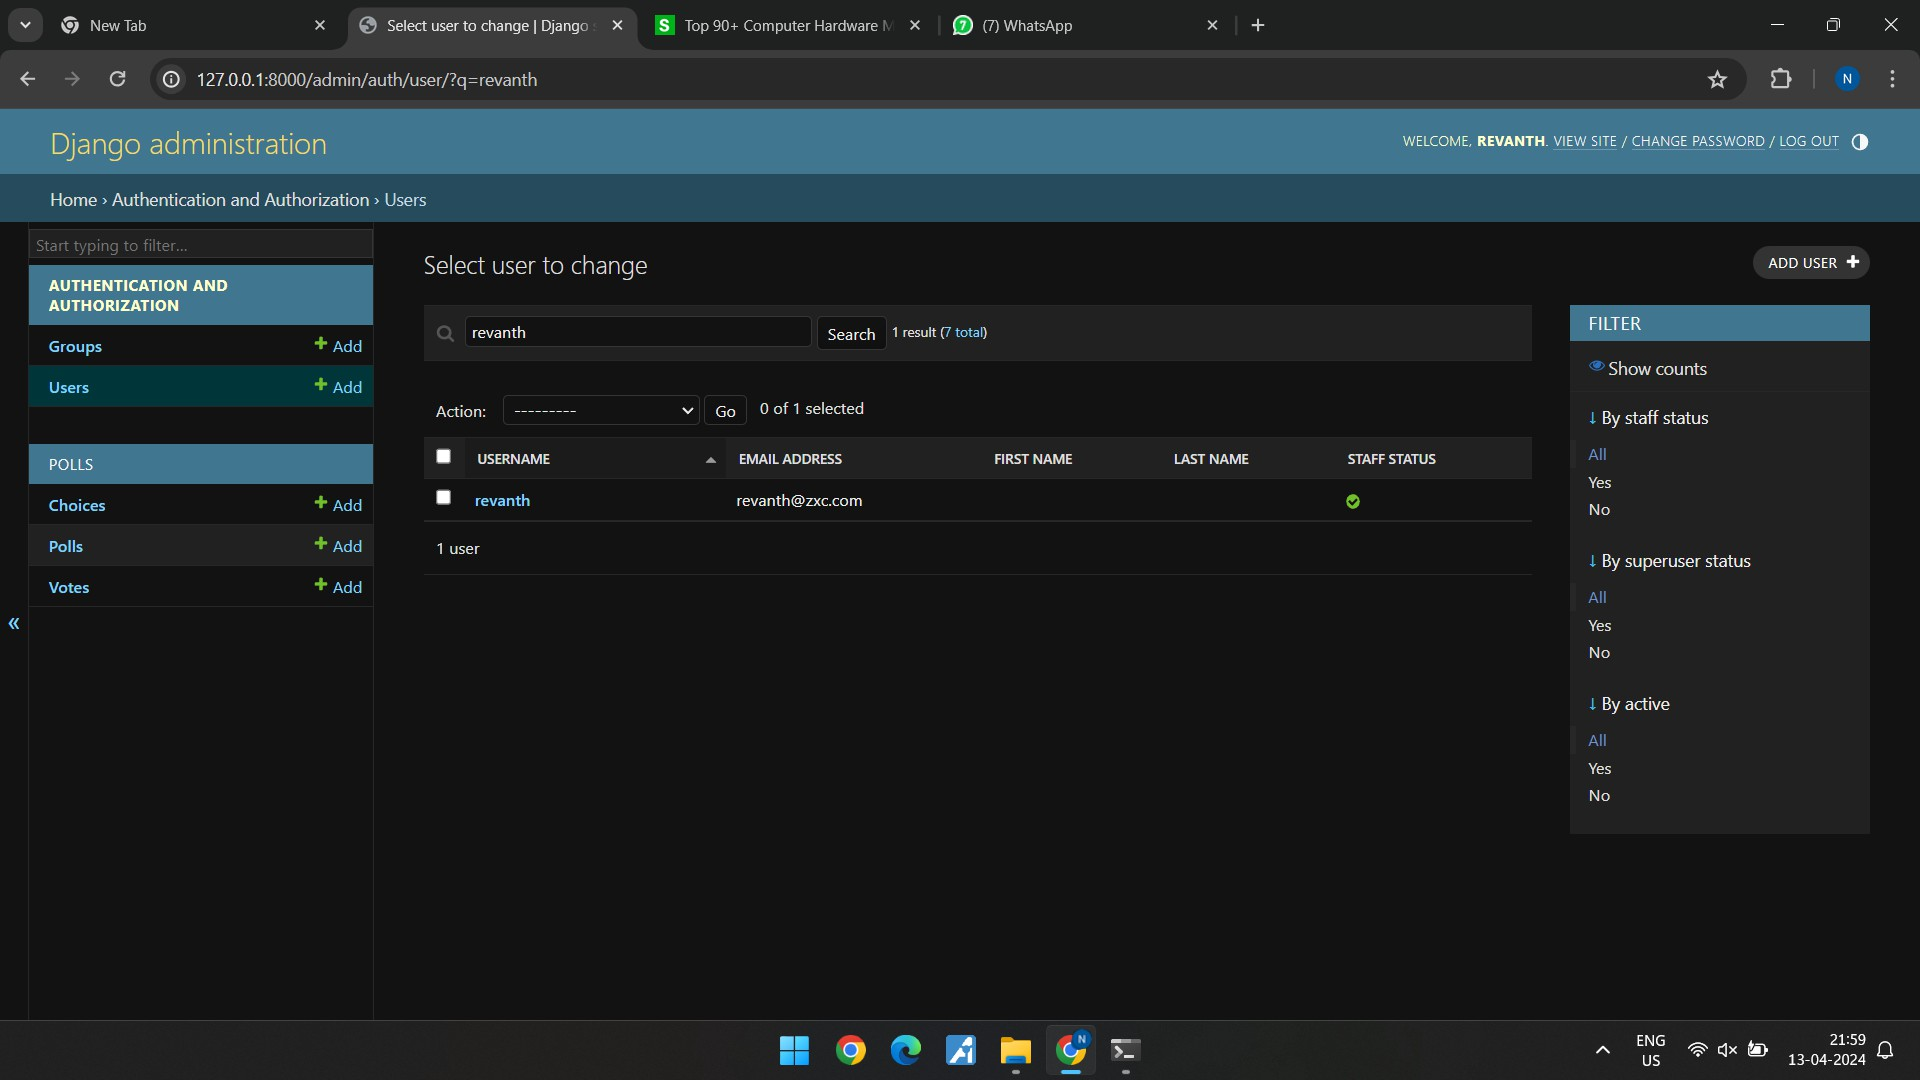 New Tab
Select user to change | Django s
Top 90+ Computer Hardware M
(7) WhatsApp
127.0.0.1:8000/admin/auth/user/?q=revanth
N
Django administration
WELCOME, REVANTH. VIEW SITE / CHANGE PASSWORD / LOG OUT
Home › Authentication and Authorization › Users
Start typing to filter...
AUTHENTICATION AND
AUTHORIZATION
Groups + Add
Users + Add
POLLS
Choices + Add
Polls + Add
Votes + Add
«
Select user to change
ADD USER +
revanth Search 1 result (7 total)
Action: --------- Go 0 of 1 selected
USERNAME EMAIL ADDRESS FIRST NAME LAST NAME STAFF STATUS
revanth revanth@zxc.com
1 user
FILTER
Show counts
↓ By staff status
All
Yes
No
↓ By superuser status
All
Yes
No
↓ By active
All
Yes
No
ENG
US
21:59
13-04-2024